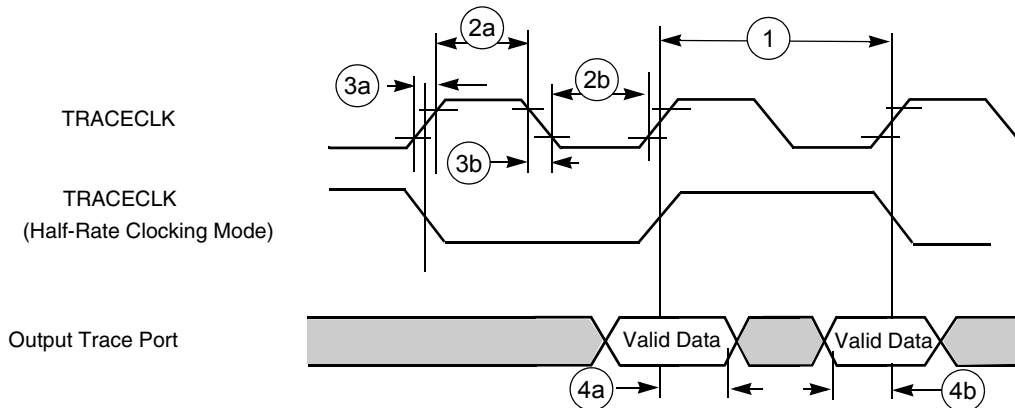 2a
1
3a
2b
TRACECLK
3b
TRACECLK
(Half-Rate Clocking Mode)
Output Trace Port
Valid Data
Valid Data
4a
4b